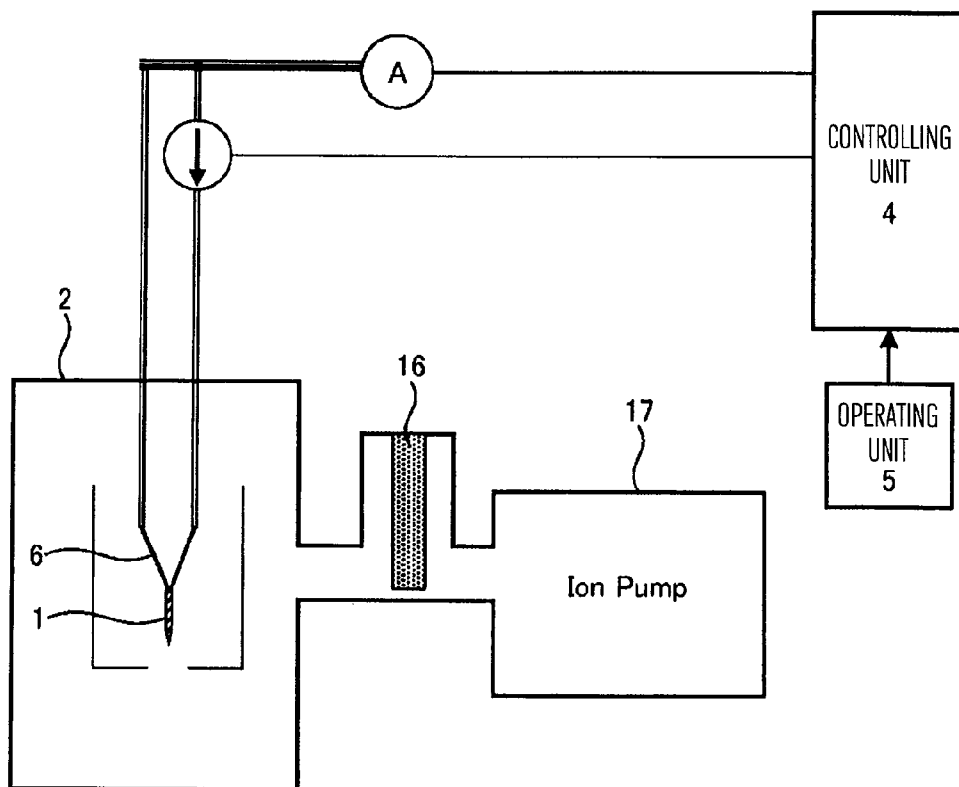 A
CONTROLLING
UNIT
4
2
16
17
OPERATING
UNIT
5
6
Ion Pump
1